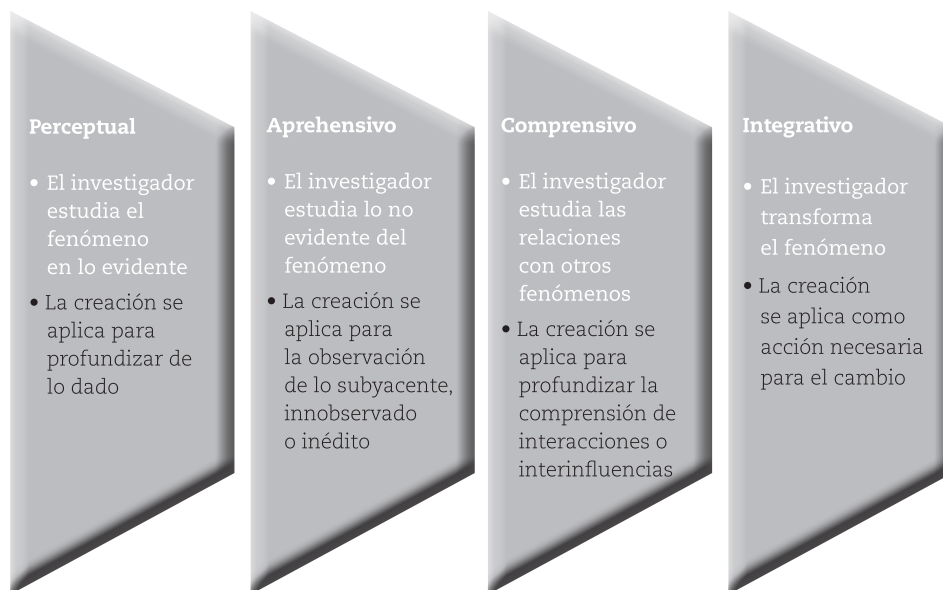 Perceptual
• El investigador
estudia el
fenómeno
en lo evidente
• La creación se
aplica para
profundizar de
lo dado
Aprehensivo
• El investigador
estudia lo no
evidente del
fenómeno
• La creación se
aplica para
la observación
de lo subyacente,
innobservado
o inédito
Comprensivo
• El investigador
estudia las
relaciones
con otros
fenómenos
• La creación se
aplica para
profundizar la
comprensión de
interacciones o
interinfluencias
Integrativo
• El investigador
transforma
el fenómeno
• La creación
se aplica como
acción necesaria
para el cambio